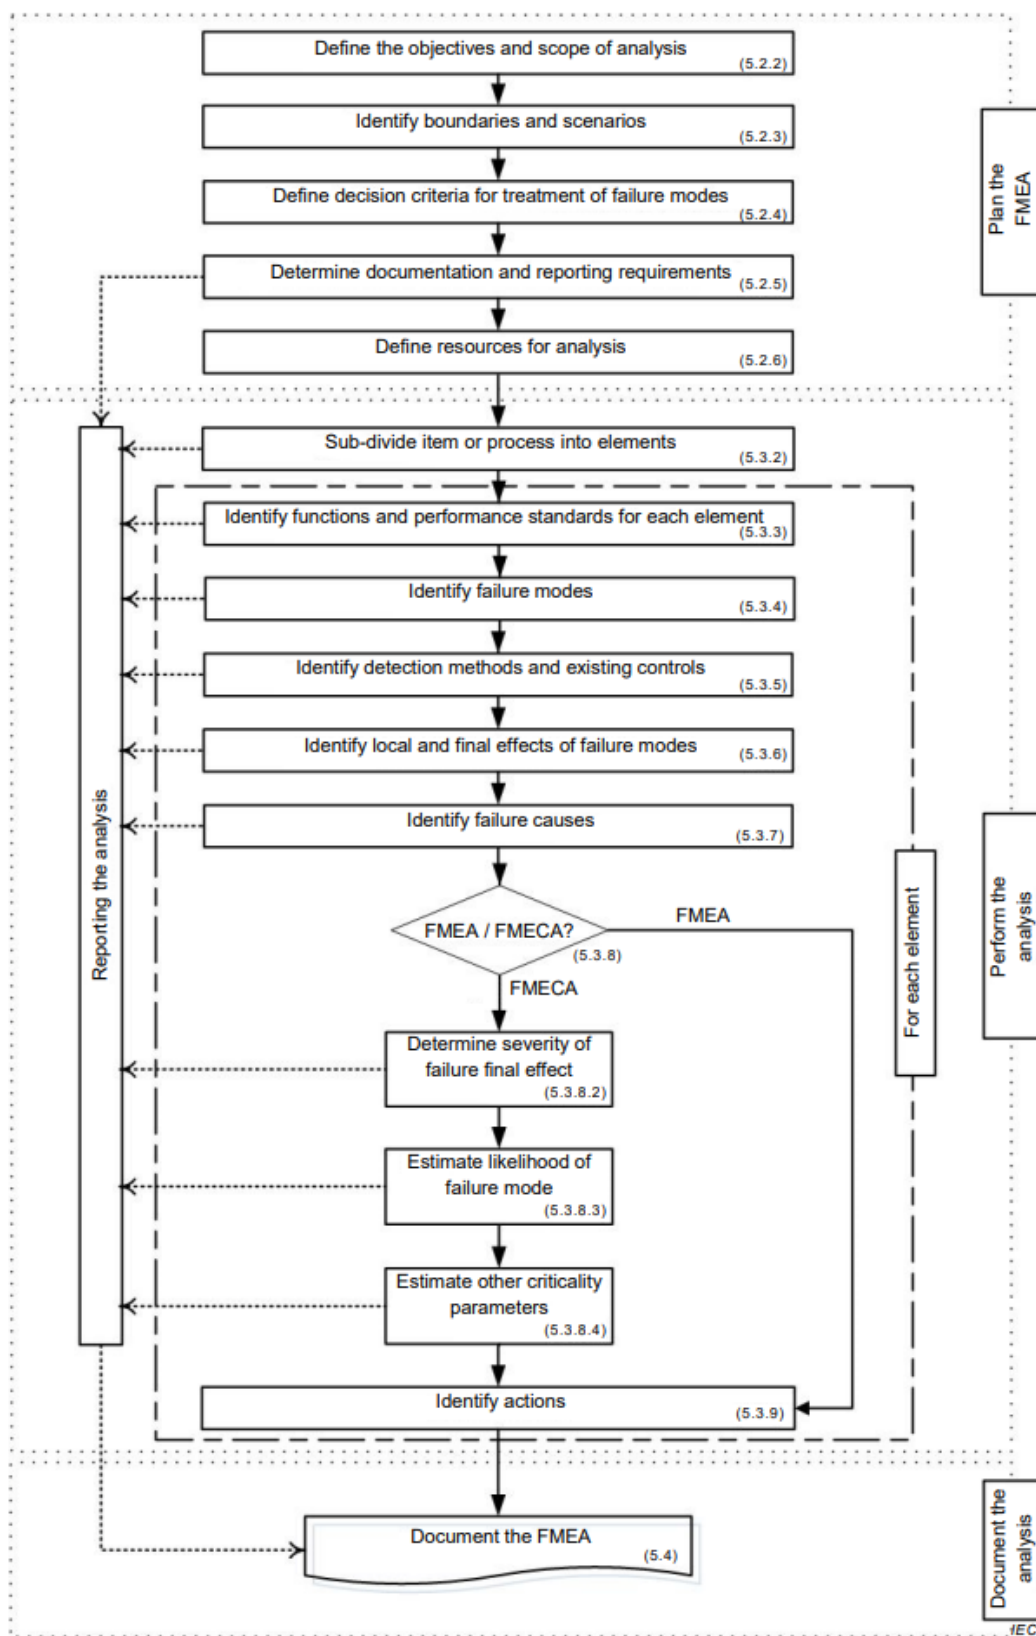 Define the objectives and scope of analysis
(5.2.2)
Identify boundaries and scenarios
(5.2.3)
Define decision criteria for treatment of failure modes
(5.2.4)
Determine documentation and reporting requirements
(5.2.5)
Define resources for analysis
(5.2.6)
Plan the
FMEA
Sub-divide item or process into elements
(5.3.2)
Identify functions and performance standards for each element
(5.3.3)
Identify failure modes
(5.3.4)
Identify detection methods and existing controls
(5.3.5)
Identify local and final effects of failure modes
(5.3.6)
Identify failure causes
(5.3.7)
FMEA / FMECA?
(5.3.8)
FMEA
FMECA
Determine severity of
failure final effect
(5.3.8.2)
Estimate likelihood of
failure mode
(5.3.8.3)
Estimate other criticality
parameters
(5.3.8.4)
Identify actions
(5.3.9)
Reporting the analysis
For each element
Perform the
analysis
Document the FMEA
(5.4)
Document the
analysis
IEC